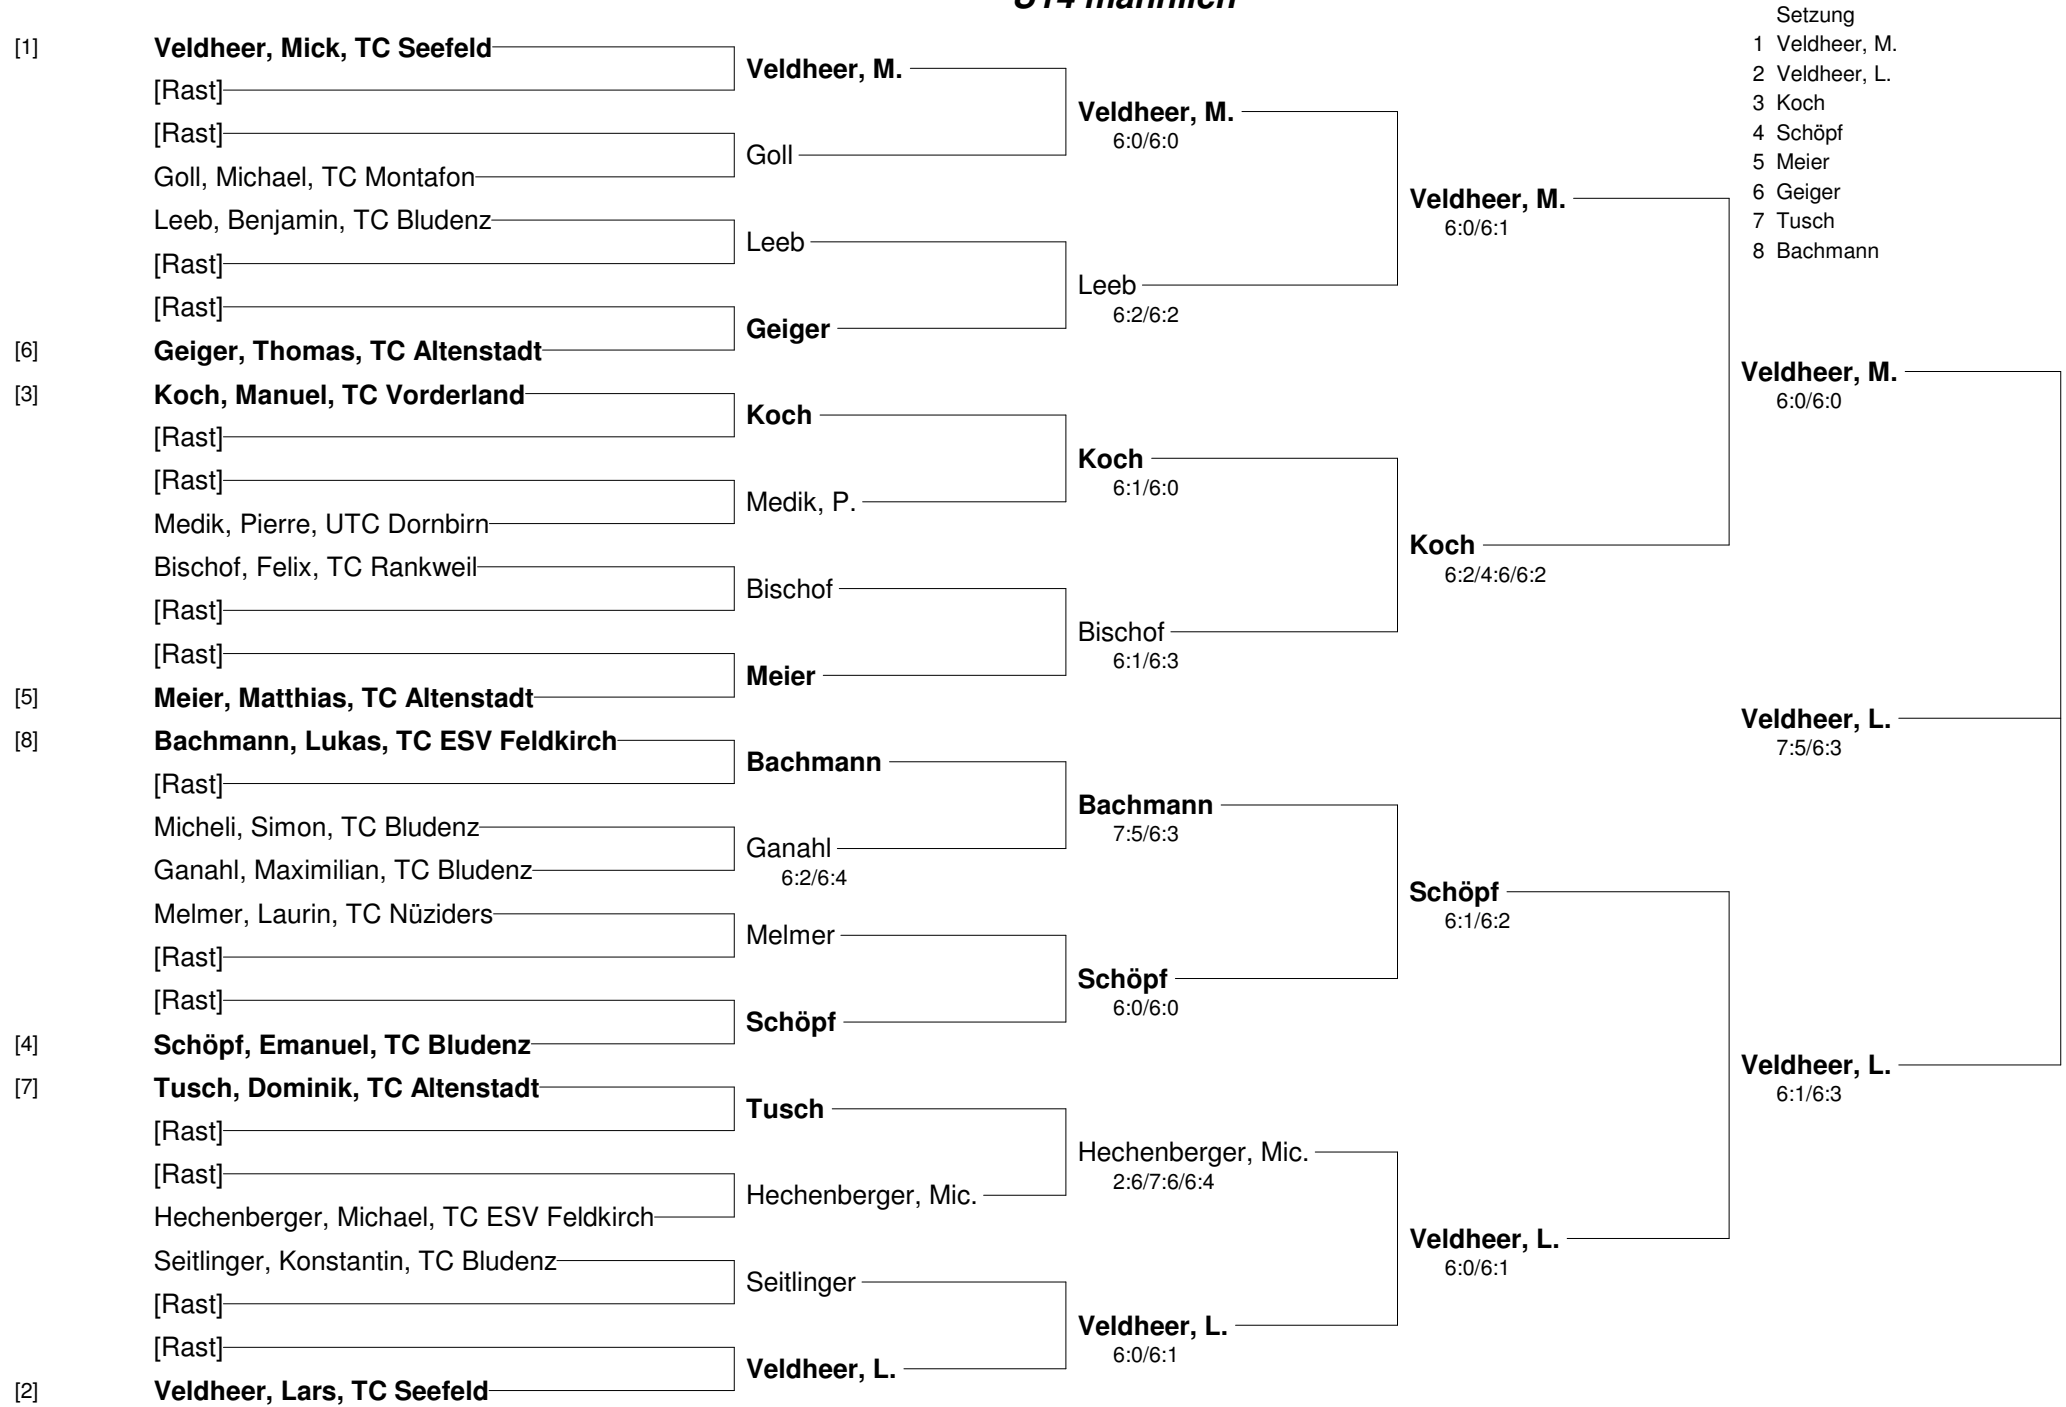 U14 männlich
Setzung
1 Veldheer, M.
2 Veldheer, L.
3 Koch
4 Schöpf
5 Meier
6 Geiger
7 Tusch
8 Bachmann
[1] Veldheer, Mick, TC Seefeld
[Rast]
[Rast]
Goll, Michael, TC Montafon
Leeb, Benjamin, TC Bludenz
[Rast]
[Rast]
[6] Geiger, Thomas, TC Altenstadt
[3] Koch, Manuel, TC Vorderland
[Rast]
[Rast]
Medik, Pierre, UTC Dornbirn
Bischof, Felix, TC Rankweil
[Rast]
[Rast]
[5] Meier, Matthias, TC Altenstadt
[8] Bachmann, Lukas, TC ESV Feldkirch
[Rast]
Micheli, Simon, TC Bludenz
Ganahl, Maximilian, TC Bludenz
Melmer, Laurin, TC Nüziders
[Rast]
[Rast]
[4] Schöpf, Emanuel, TC Bludenz
[7] Tusch, Dominik, TC Altenstadt
[Rast]
[Rast]
Hechenberger, Michael, TC ESV Feldkirch
Seitlinger, Konstantin, TC Bludenz
[Rast]
[Rast]
[2] Veldheer, Lars, TC Seefeld
Veldheer, M.
Goll
Leeb
Geiger
Koch
Medik, P.
Bischof
Meier
Bachmann
Ganahl
6:2/6:4
Melmer
Schöpf
Tusch
Hechenberger, Mic.
Seitlinger
Veldheer, L.
Veldheer, M.
6:0/6:0
Leeb
6:2/6:2
Koch
6:1/6:0
Bischof
6:1/6:3
Bachmann
7:5/6:3
Schöpf
6:0/6:0
Hechenberger, Mic.
2:6/7:6/6:4
Veldheer, L.
6:0/6:1
Veldheer, M.
6:0/6:1
Koch
6:2/4:6/6:2
Schöpf
6:1/6:2
Veldheer, L.
6:0/6:1
Veldheer, M.
6:0/6:0
Veldheer, L.
7:5/6:3
Veldheer, L.
6:1/6:3